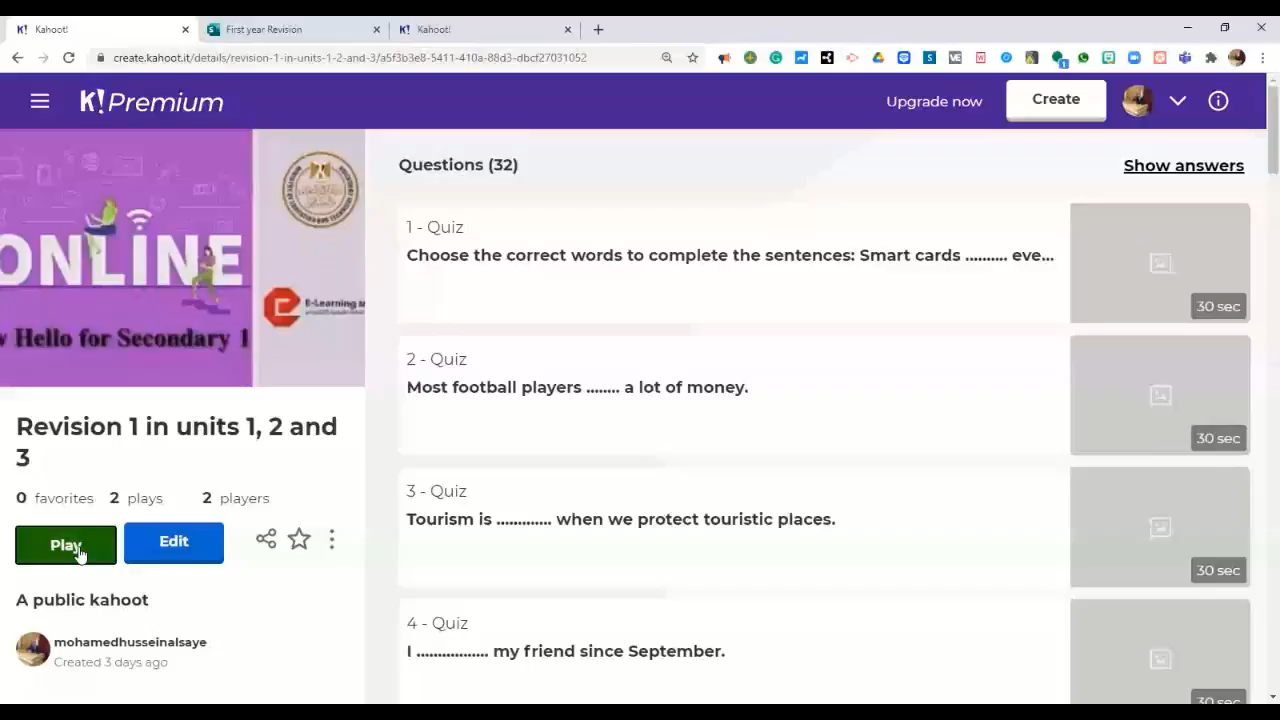 Kahoot!
First year Revision
Kahoot!
create.kahoot.it/details/revision-1-in-units-1-2-and-3/a5f3b3e8-5411-410a-88d3-dbcf27031052
K! Premium
Upgrade now
Create
ONLINE
E-Learning
Hello for Secondary 1
Revision 1 in units 1, 2 and
3
0 favorites 2 plays 2 players
Play
Edit
A public kahoot
mohamedhusseinalsaye
Created 3 days ago
Questions (32)
Show answers
1 - Quiz
Choose the correct words to complete the sentences: Smart cards .......... eve...
30 sec
2 - Quiz
Most football players ........ a lot of money.
30 sec
3 - Quiz
Tourism is ............. when we protect touristic places.
30 sec
4 - Quiz
I ................. my friend since September.
30 sec